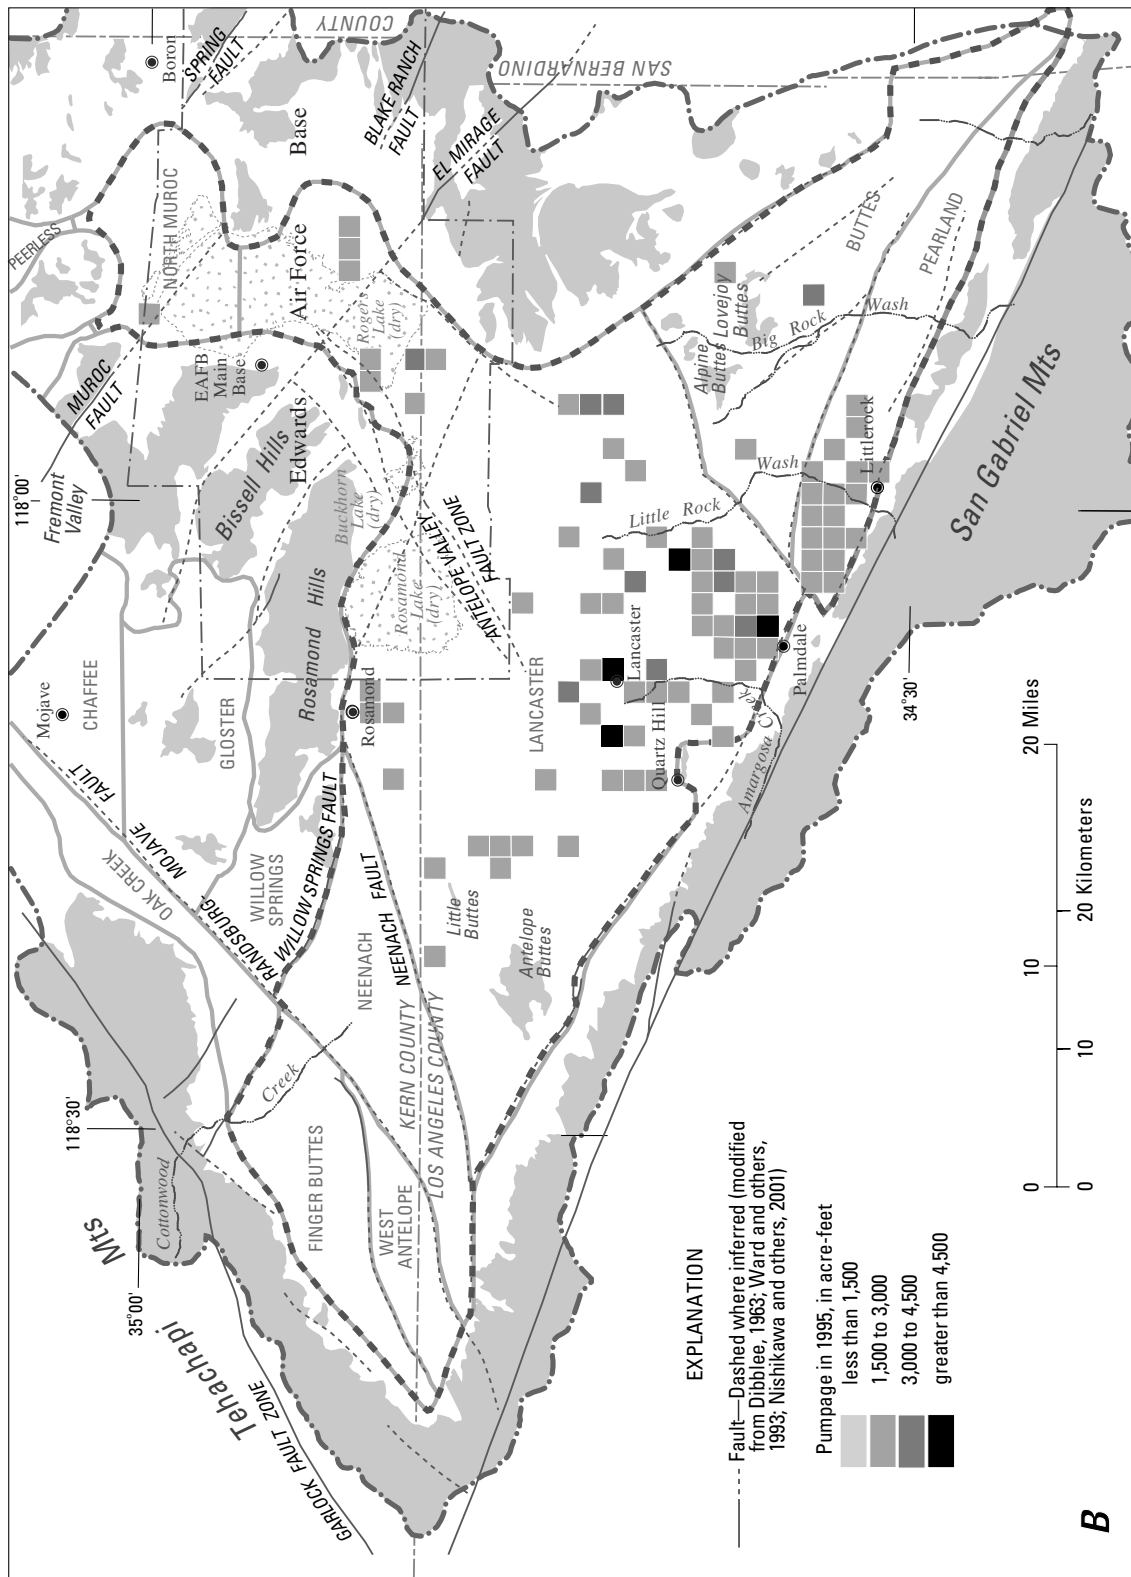 Tehachapi
Mts
GARLOCK FAULT ZONE
35°00'
118°30'
118°00'
34°30'
Cottonwood
Creek
FINGER BUTTES
WEST
ANTELOPE
NEENACH
OAK CREEK
WILLOW
SPRINGS
RANDSBURG
MOJAVE
FAULT
WILLOW SPRINGS FAULT
NEENACH FAULT
KERN COUNTY
LOS ANGELES COUNTY
Mojave
CHAFFEE
GLOSTER
Rosamond Hills
Rosamond
Fremont
Valley
Bissell Hills
Edwards
Air Force
Base
MUROC
FAULT
EAFB
Main
Base
PEERLESS
NORTH MUROC
Boron
SPRING
FAULT
COUNTY
SAN BERNARDINO
BLAKE RANCH
FAULT
EL MIRAGE
FAULT
Rogers
Lake
(dry)
Buckhorn
Lake
(dry)
Rosamond
Lake
(dry)
ANTELOPE VALLEY
FAULT ZONE
Little
Buttes
Antelope
Buttes
LANCASTER
Lancaster
Quartz Hill
Amargosa Creek
Palmdale
Little Rock
Wash
Littlerock
Alpine
Buttes
Lovejoy
Buttes
Big Rock
Wash
BUTTES
PEARLAND
San Gabriel Mts
EXPLANATION
Fault—Dashed where inferred (modified
from Dibblee, 1963; Ward and others,
1993; Nishikawa and others, 2001)
Pumpage in 1995, in acre-feet
less than 1,500
1,500 to 3,000
3,000 to 4,500
greater than 4,500
0 10 20 Miles
0 10 20 Kilometers
B